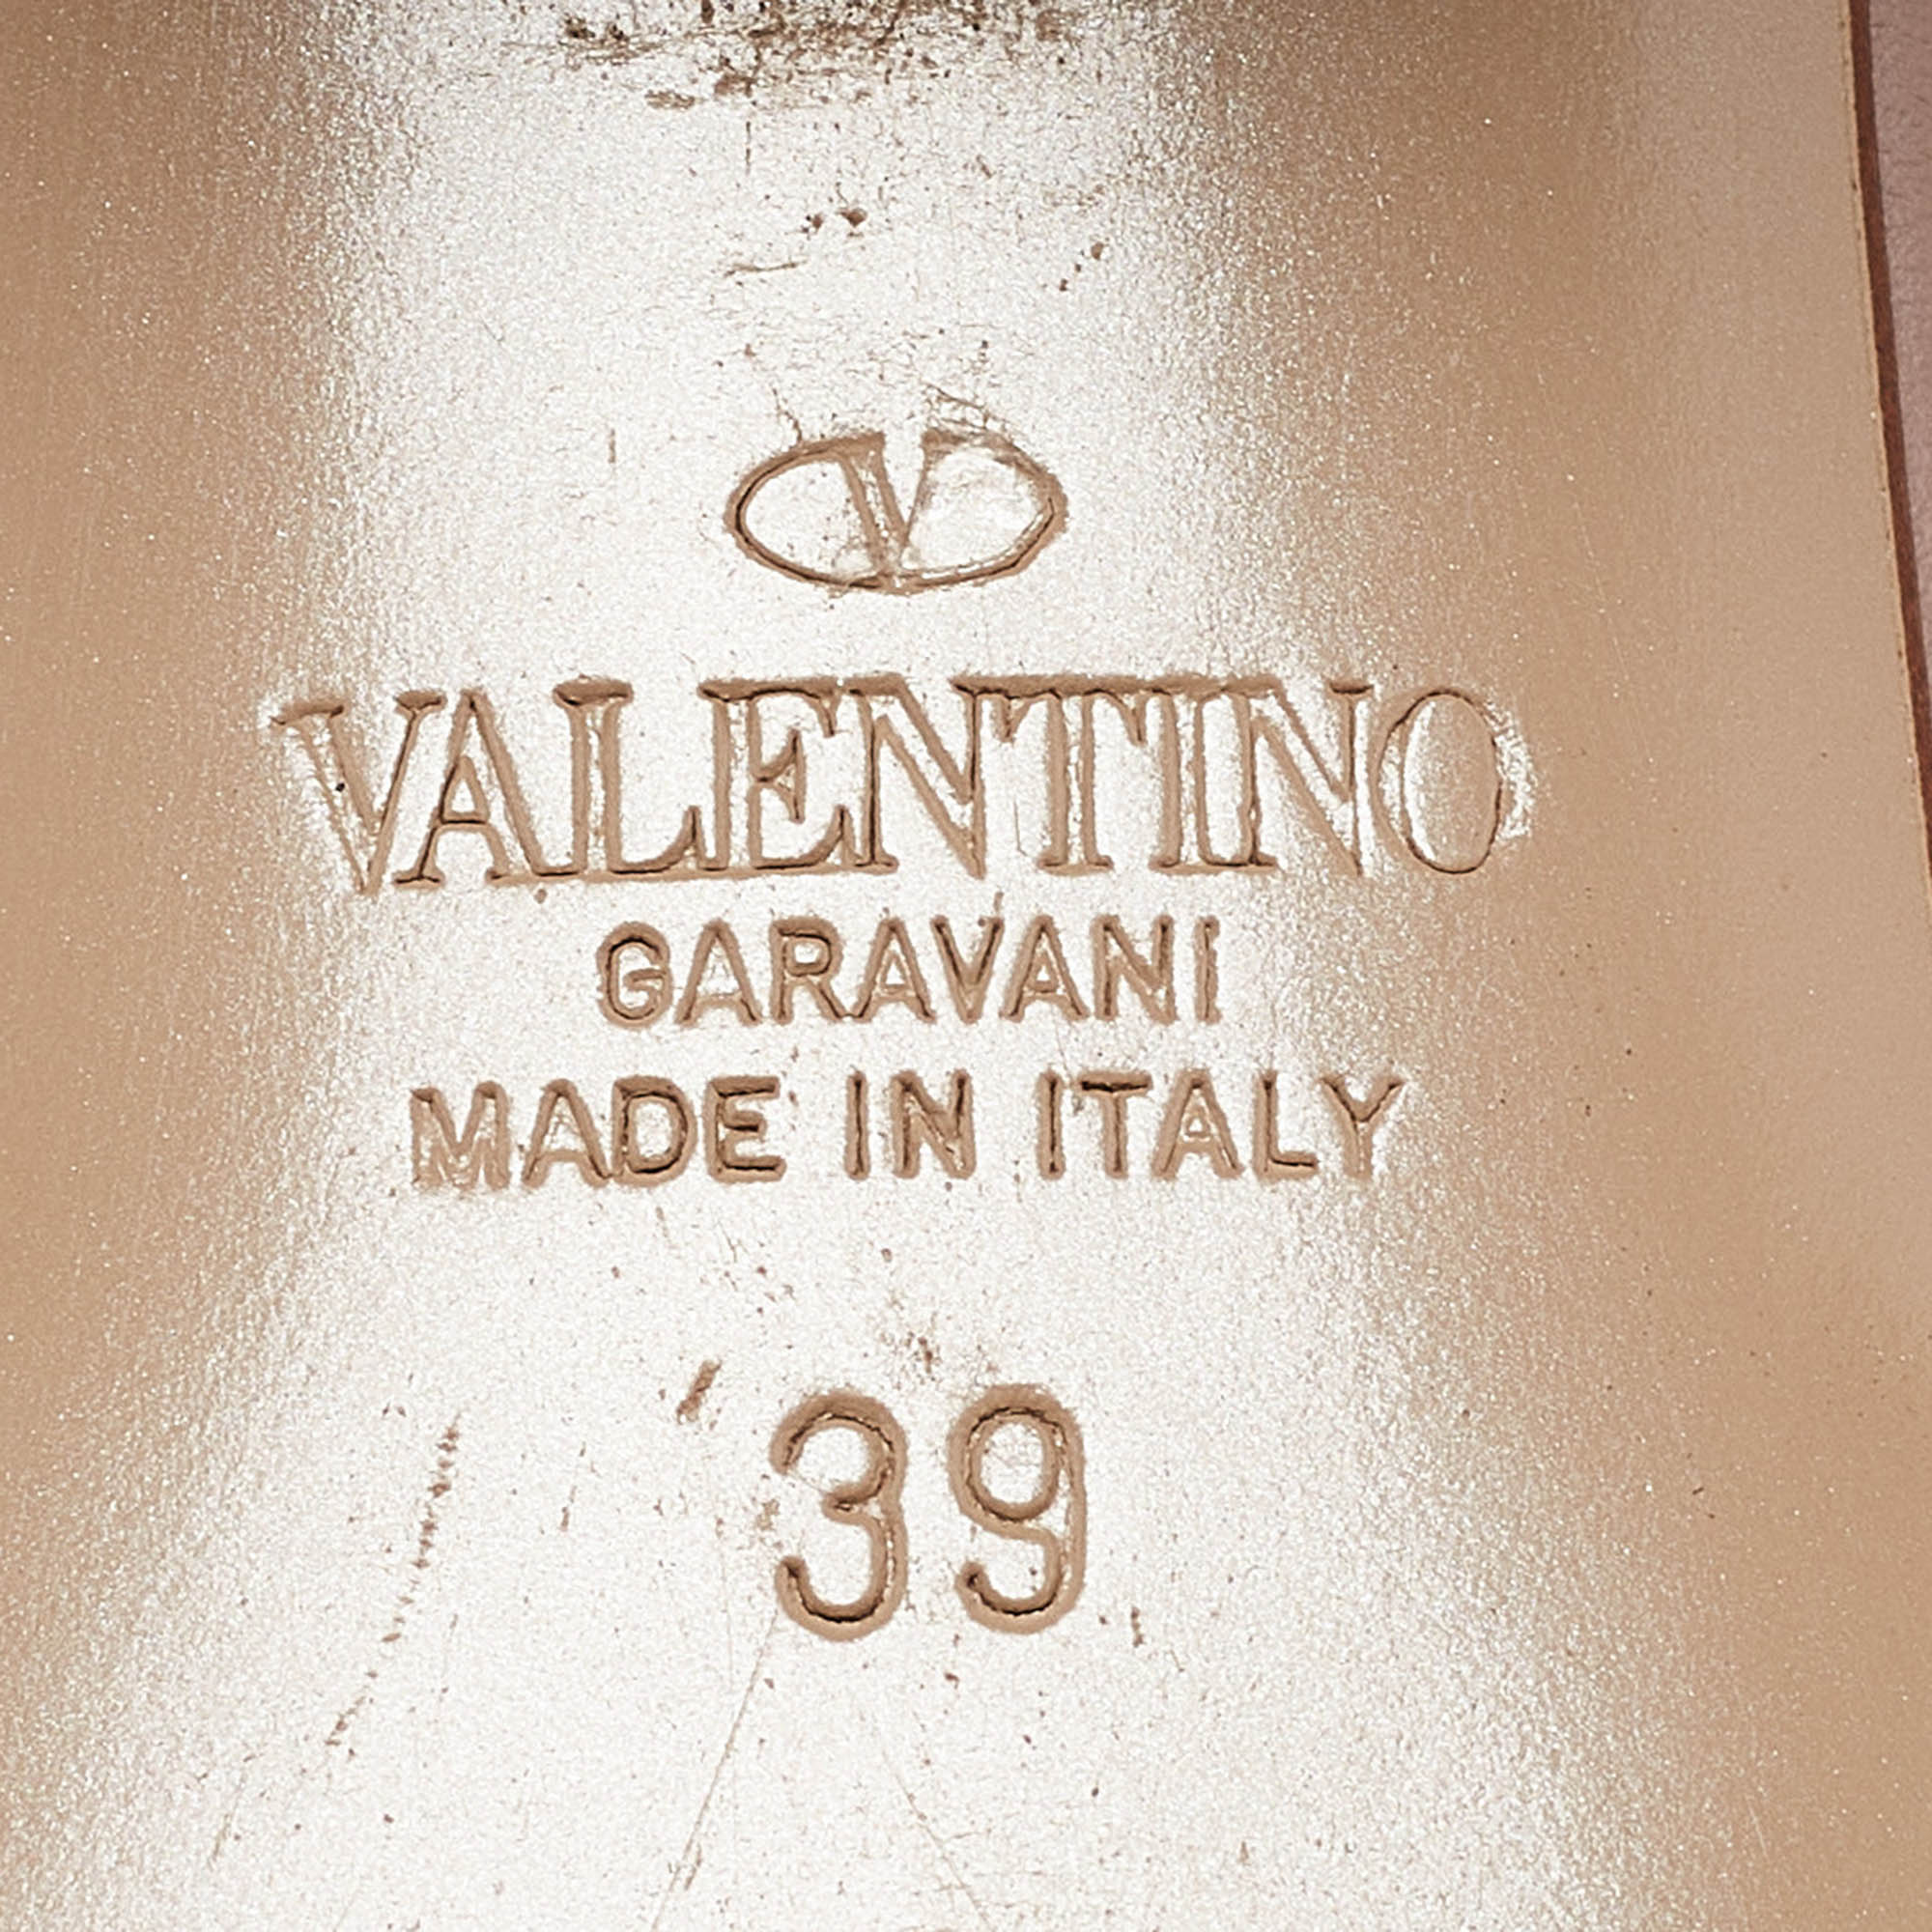 V
VALENTINO
GARAVANI
MADE IN ITALY
39